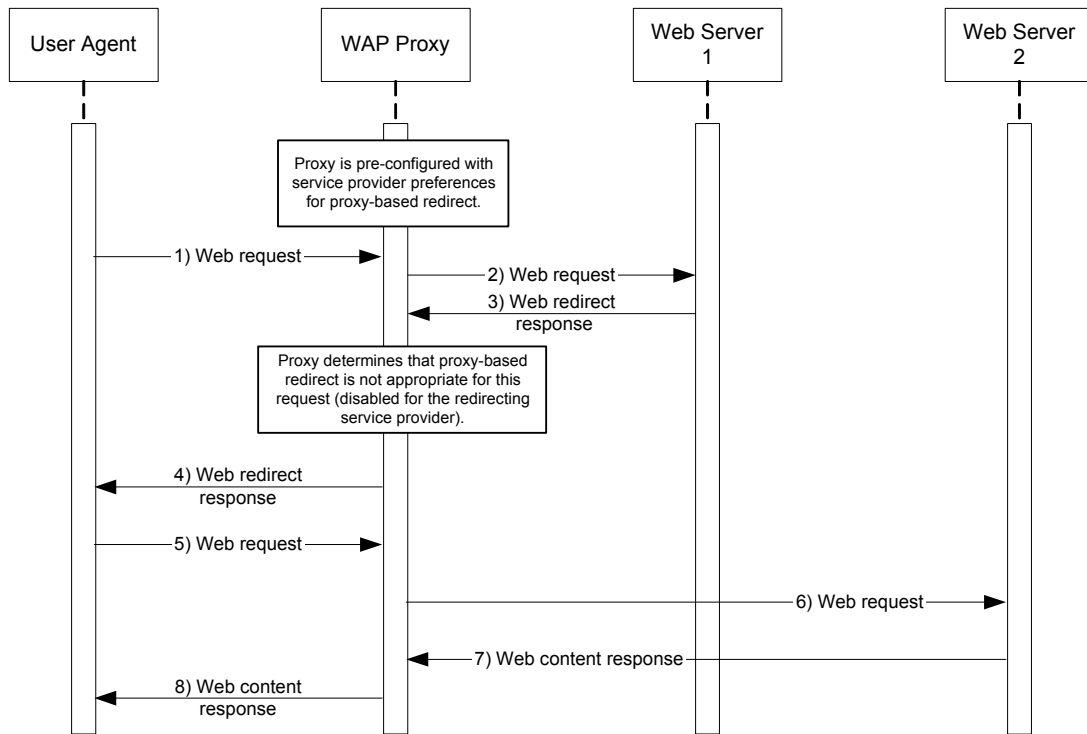 User Agent
WAP Proxy
Web Server
1
Web Server
2
Proxy is pre-configured with
service provider preferences
for proxy-based redirect.
1) Web request
2) Web request
3) Web redirect
response
Proxy determines that proxy-based
redirect is not appropriate for this
request (disabled for the redirecting
service provider).
4) Web redirect
response
5) Web request
6) Web request
7) Web content response
8) Web content
response